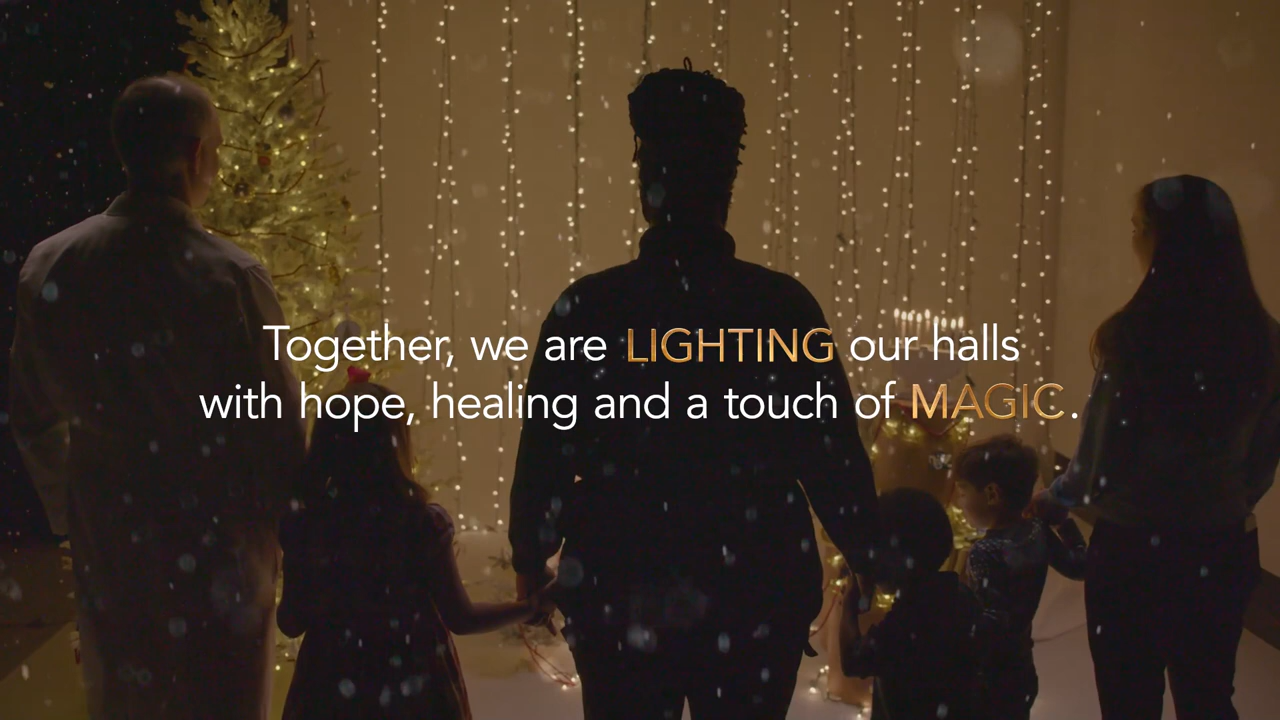 Together, we are LIGHTING our halls
with hope, healing and a touch of MAGIC.